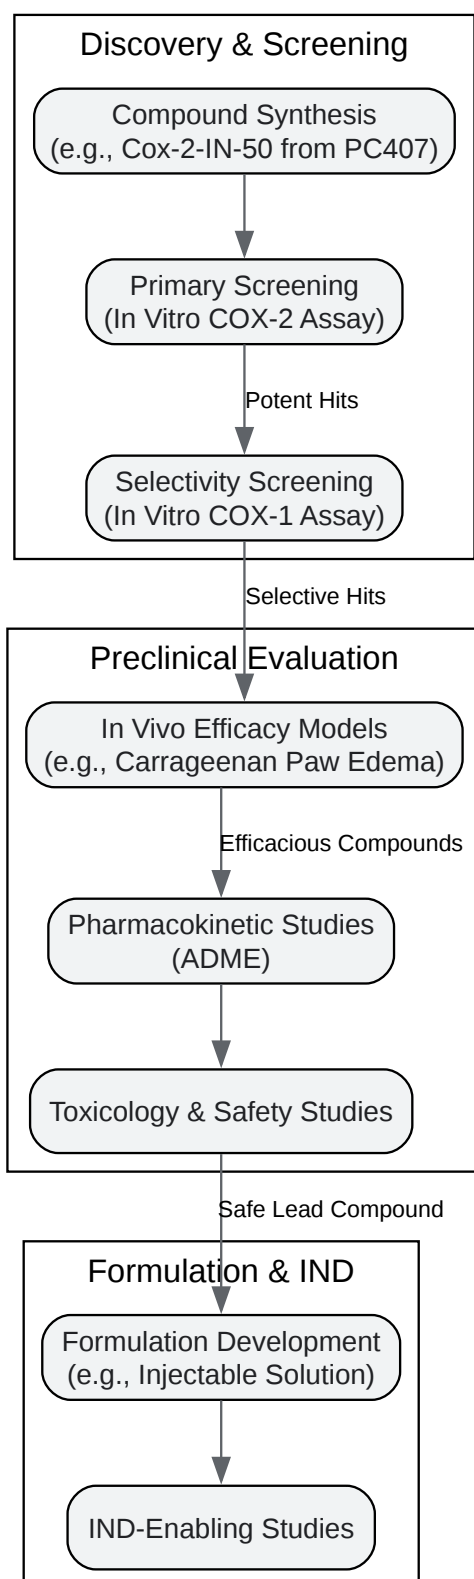 Discovery & Screening
Compound Synthesis
(e.g., Cox-2-IN-50 from PC407)
Primary Screening
(In Vitro COX-2 Assay)
Potent Hits
Selectivity Screening
(In Vitro COX-1 Assay)
Selective Hits
Preclinical Evaluation
In Vivo Efficacy Models
(e.g., Carrageenan Paw Edema)
Efficacious Compounds
Pharmacokinetic Studies
(ADME)
Toxicology & Safety Studies
Safe Lead Compound
Formulation & IND
Formulation Development
(e.g., Injectable Solution)
IND-Enabling Studies